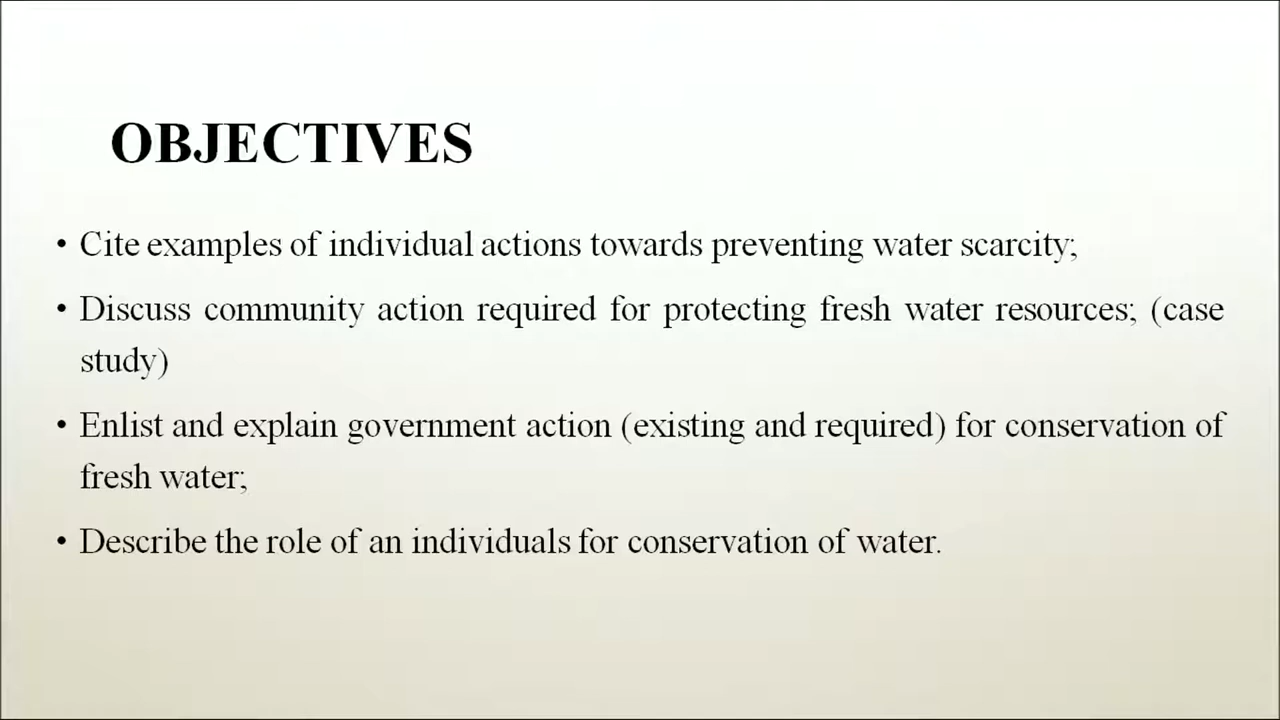 OBJECTIVES
• Cite examples of individual actions towards preventing water scarcity;
• Discuss community action required for protecting fresh water resources; (case
study)
• Enlist and explain government action (existing and required) for conservation of
fresh water;
• Describe the role of an individuals for conservation of water.